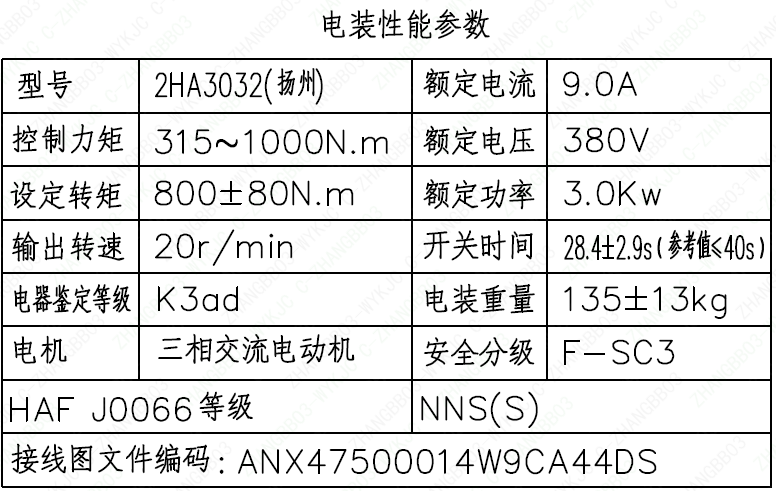 电装性能参数
型号 2HA3032(扬州) 额定电流 9.0A
控制力矩 315~1000N.m 额定电压 380V
设定转矩 800±80N.m 额定功率 3.0Kw
输出转速 20r/min 开关时间 28.4±2.9s(参考值≤40s)
电器鉴定等级 K3ad 电装重量 135±13kg
电机 三相交流电动机 安全分级 F-SC3
HAF J0066等级 NNS(S)
接线图文件编码: ANX47500014W9CA44DS